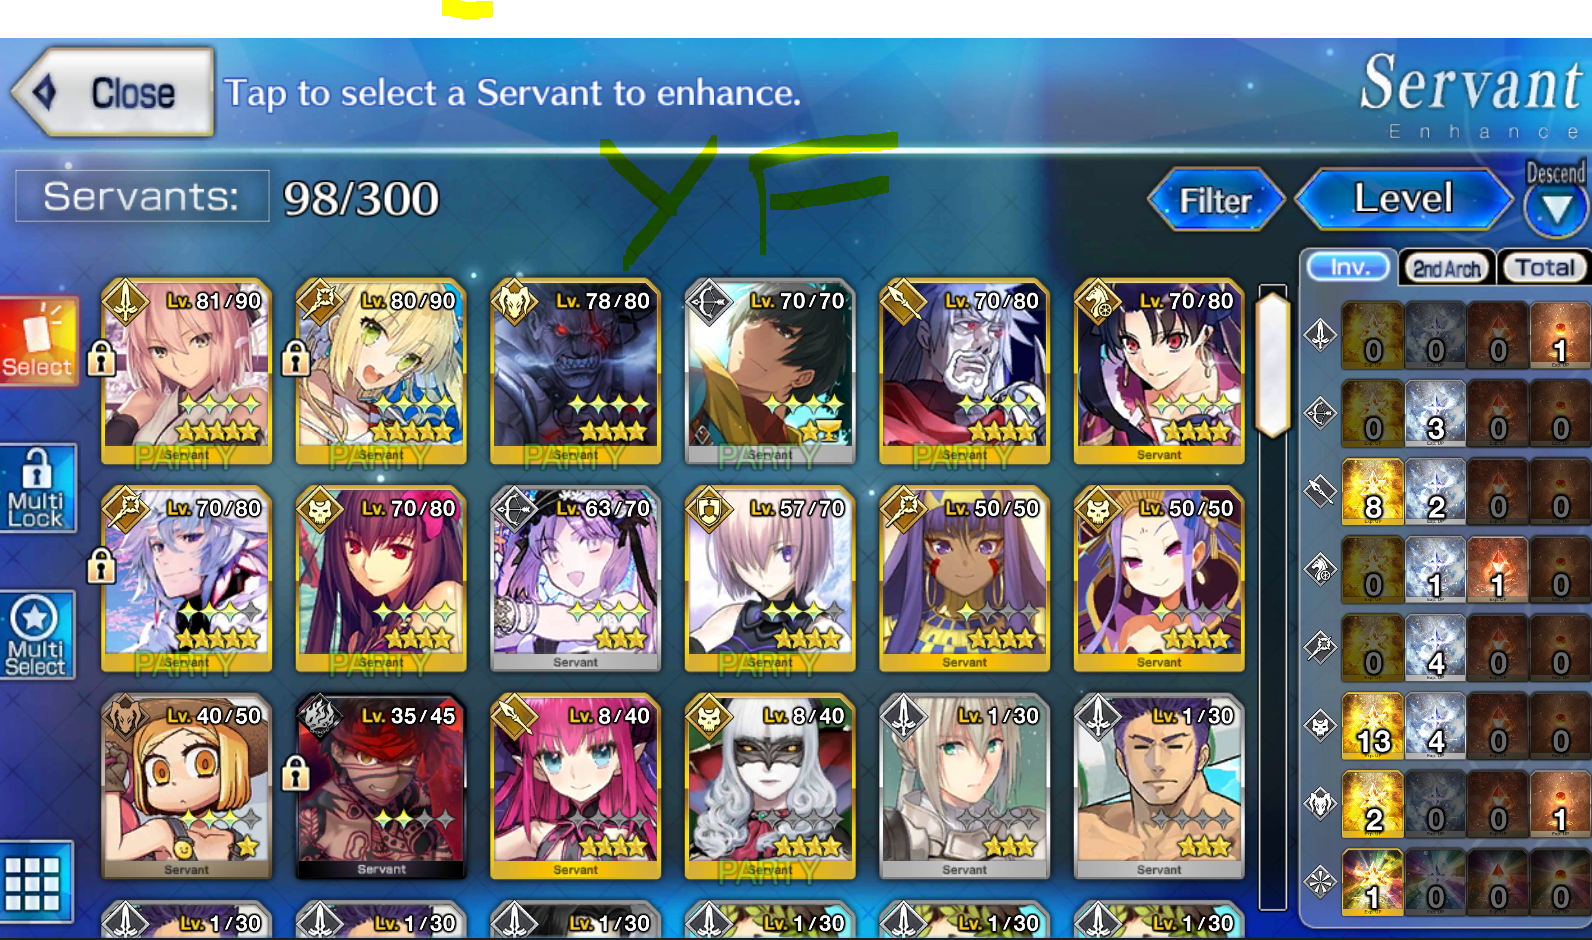 Close
Tap to select a Servant to enhance.
Servant
Enhance
YF
Servants: 98/300
Filter
Level
Descend
Inv.
2nd Arch
Total
Select
Multi
Lock
Multi
Select
Lv. 81/90
Servant
PARTY
Lv. 80/90
Servant
PARTY
Lv. 78/80
Servant
PARTY
Lv. 70/70
Servant
PARTY
Lv. 70/80
Servant
PARTY
Lv. 70/80
Servant
Lv. 70/80
Servant
PARTY
Lv. 70/80
Servant
PARTY
Lv. 63/70
Servant
Lv. 57/70
Servant
PARTY
Lv. 50/50
Servant
Lv. 50/50
Servant
Lv. 40/50
Servant
Lv. 35/45
Servant
Lv. 8/40
Servant
Lv. 8/40
Servant
PARTY
Lv. 1/30
Servant
Lv. 1/30
Servant
Lv. 1/30
Lv. 1/30
Lv. 1/30
Lv. 1/30
Lv. 1/30
Lv. 1/30
0 0 0 1
0 3 0 0
8 2 0 0
0 1 1 0
0 4 0 0
13 4 0 0
2 0 0 1
1 0 0 0